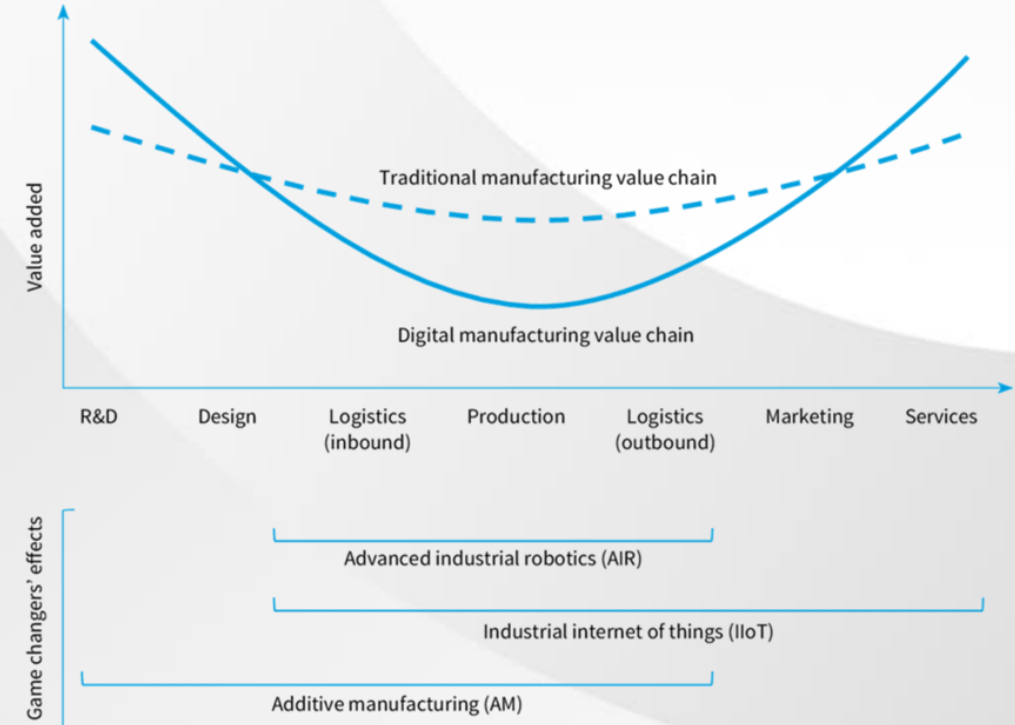 Value added
Traditional manufacturing value chain
Digital manufacturing value chain
R&D
Design
Logistics
(inbound)
Production
Logistics
(outbound)
Marketing
Services
Game changers’ effects
Advanced industrial robotics (AIR)
Industrial internet of things (IIoT)
Additive manufacturing (AM)